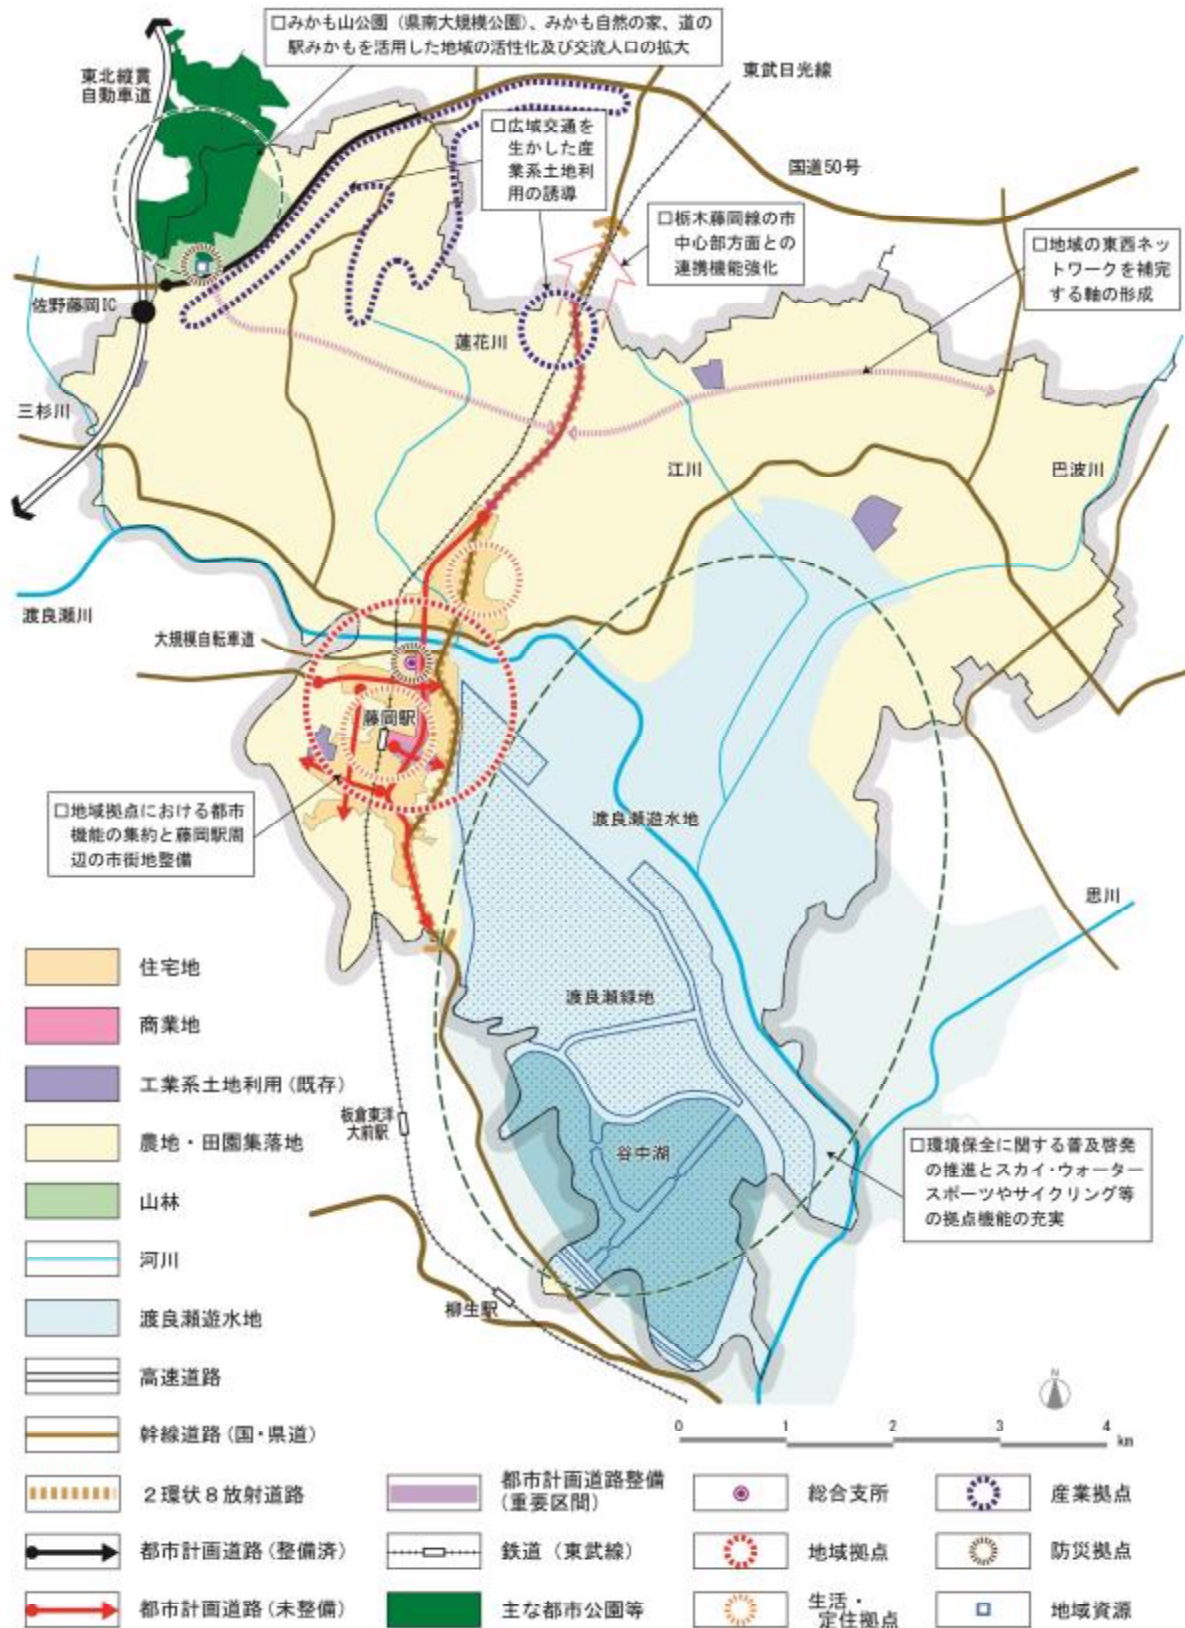 □みかも山公園（県南大規模公園）、みかも自然の家、道の
駅みかもを活用した地域の活性化及び交流人口の拡大
東北縦貫
自動車道
東武日光線
□広域交通を
生かした産
業系土地利
用の誘導
国道50号
□栃木藤岡線の市
中心部方面との
連携機能強化
□地域の東西ネッ
トワークを補完
する軸の形成
佐野藤岡IC
蓮花川
三杉川
江川
巴波川
渡良瀬川
大規模自転車道
藤岡駅
□地域拠点における都市
機能の集約と藤岡駅周
辺の市街地整備
渡良瀬遊水地
思川
渡良瀬緑地
板倉東洋
大前駅
谷中湖
□環境保全に関する普及啓発
の推進とスカイ・ウォーター
スポーツやサイクリング等
の拠点機能の充実
柳生駅
住宅地
商業地
工業系土地利用（既存）
農地・田園集落地
山林
河川
渡良瀬遊水地
高速道路
幹線道路（国・県道）
２環状８放射道路
都市計画道路（整備済）
都市計画道路（未整備）
都市計画道路整備
（重要区間）
鉄道（東武線）
主な都市公園等
総合支所
地域拠点
生活・
定住拠点
産業拠点
防災拠点
地域資源
N
0 1 2 3 4
km